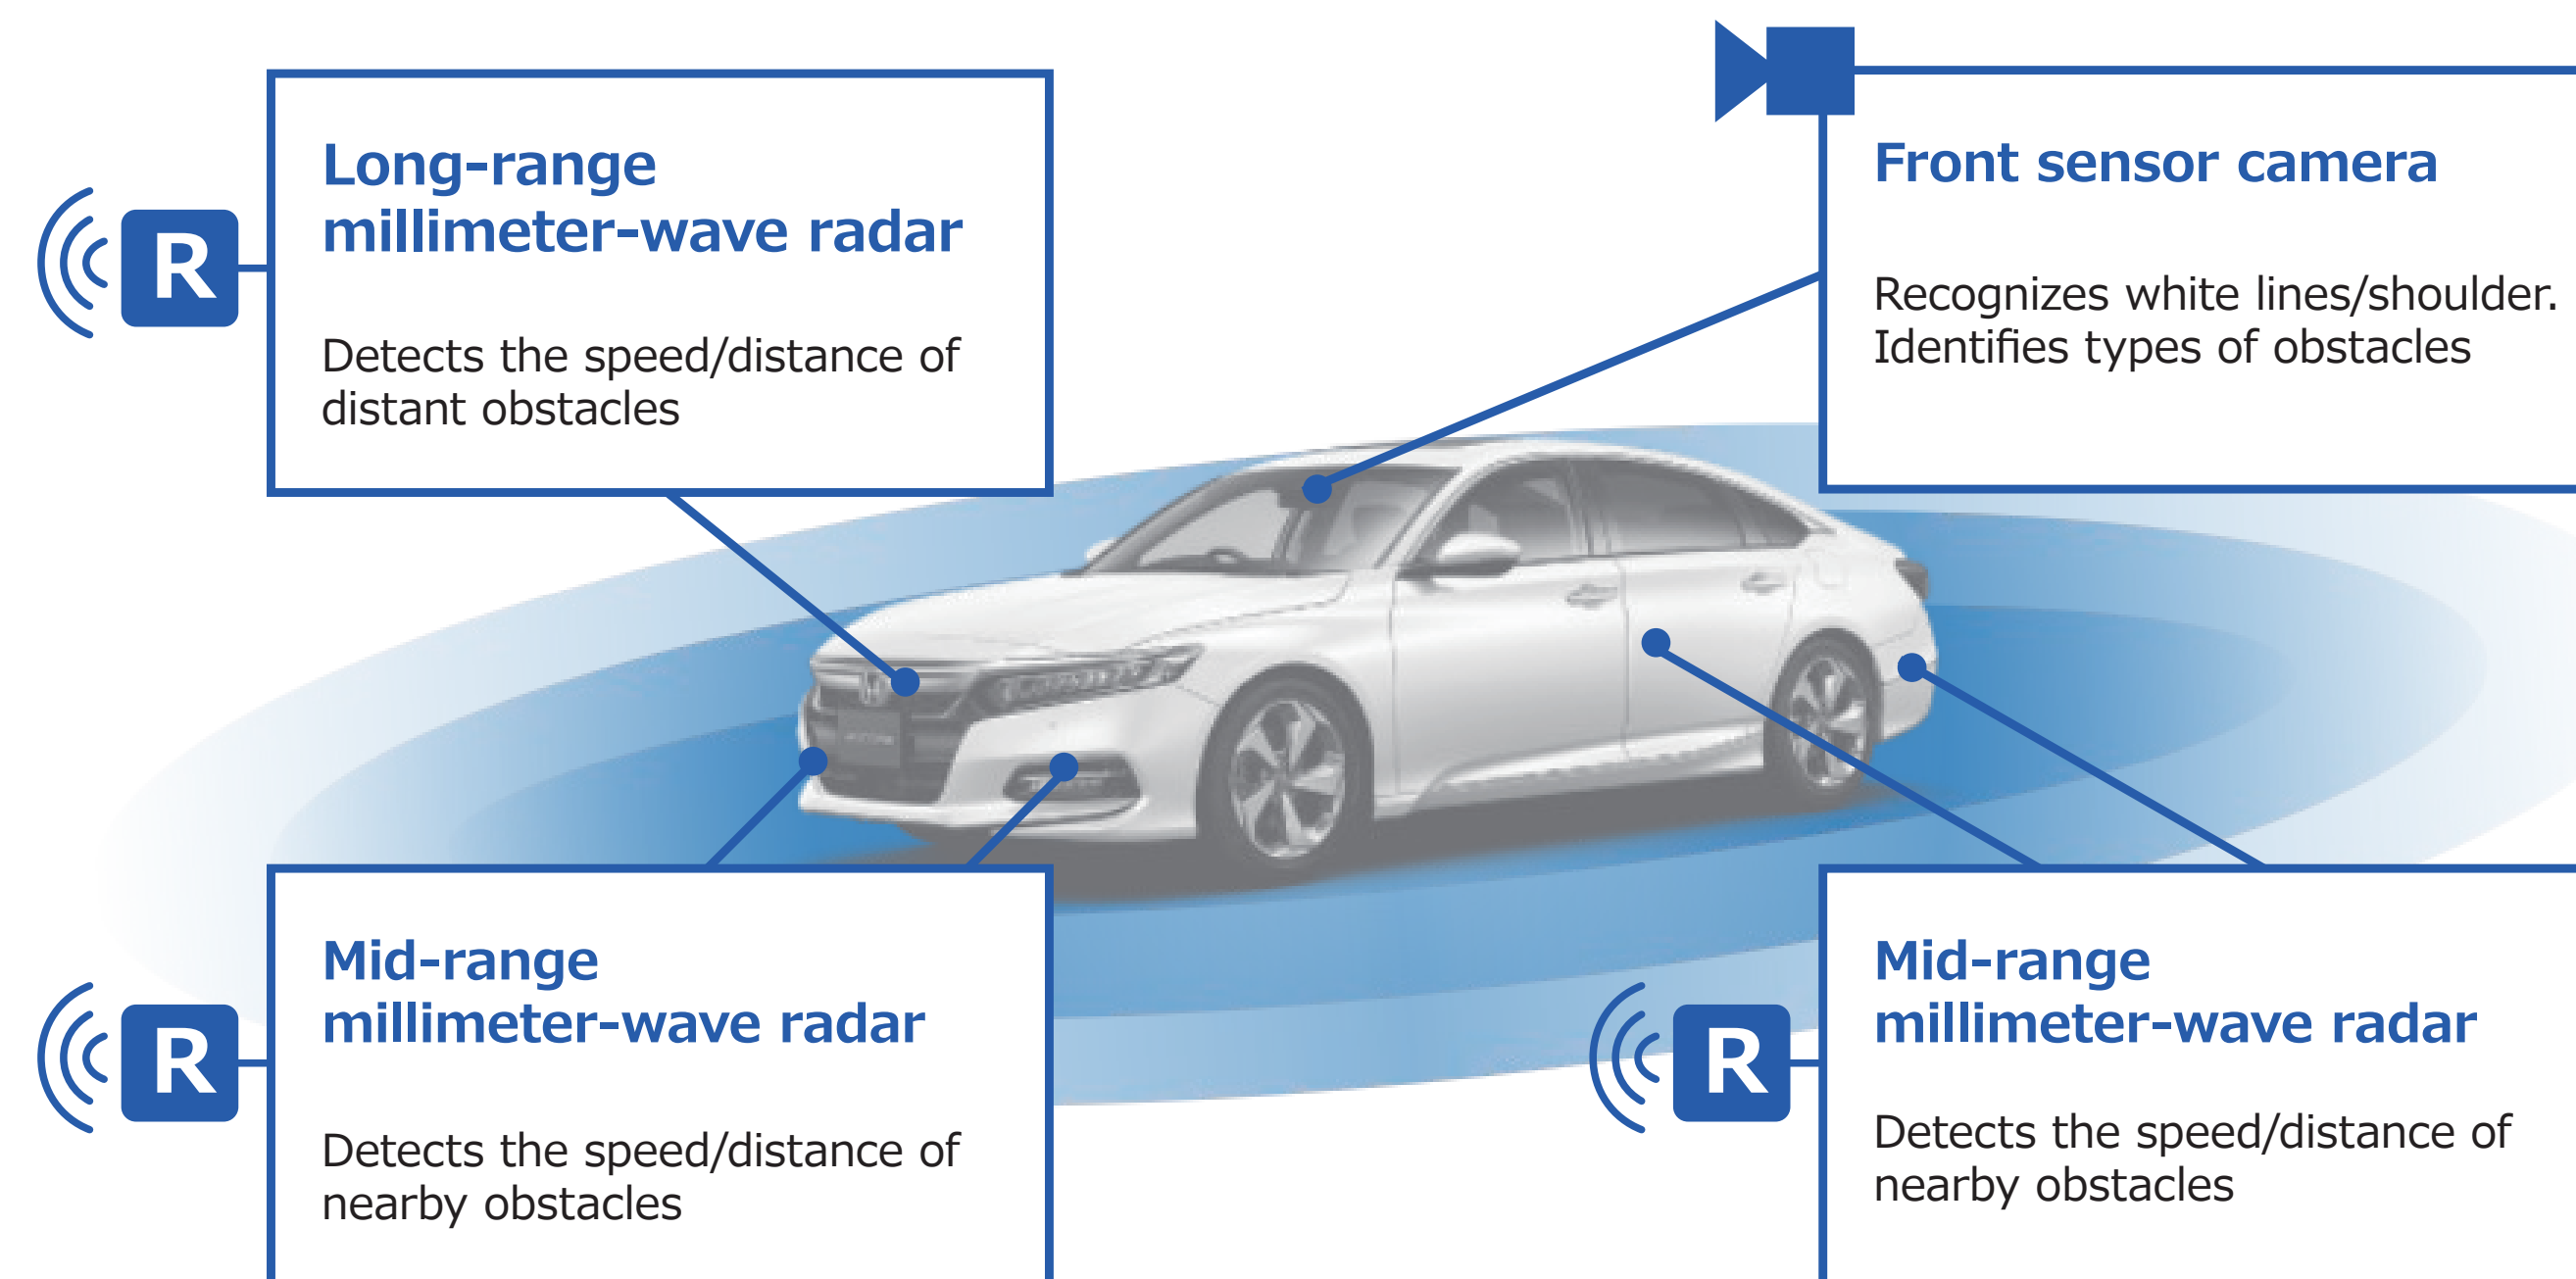 Long-range
millimeter-wave radar
Detects the speed/distance of
distant obstacles
R
Front sensor camera
Recognizes white lines/shoulder.
Identifies types of obstacles
Mid-range
millimeter-wave radar
Detects the speed/distance of
nearby obstacles
R
Mid-range
millimeter-wave radar
Detects the speed/distance of
nearby obstacles
R